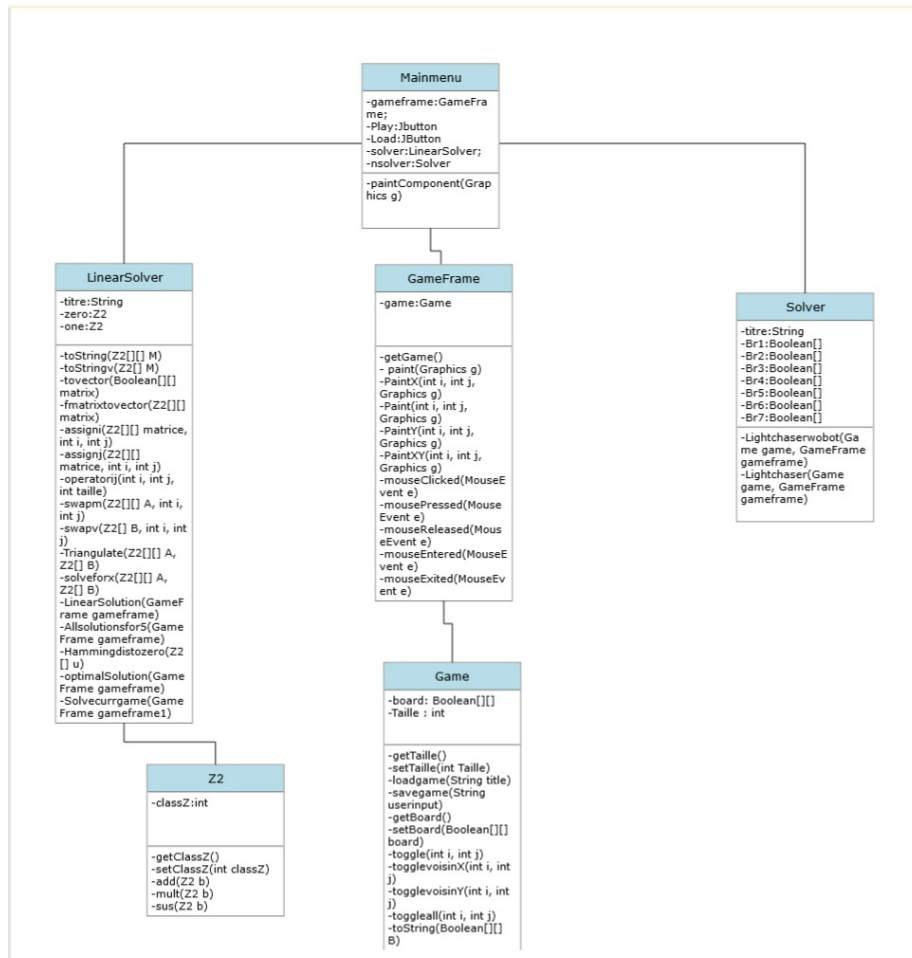 Mainmenu
-gameframe:GameFra
me;
-Play:Jbutton
-Load:JButton
-solver:LinearSolver;
-nsolver:Solver
-paintComponent(Grap
hics g)
LinearSolver
-titre:String
-zero:Z2
-one:Z2
-toString(Z2[][] M)
-toStringv(Z2[] M)
-tovector(Boolean[][]
matrix)
-fmatrixtovector(Z2[][]
matrix)
-assigni(Z2[][] matrice,
int i, int j)
-assignj(Z2[][]
matrice, int i, int j)
-operatorij(int i, int j,
int taille)
-swapm(Z2[][] A, int i,
int j)
-swapv(Z2[] B, int i, int
j)
-Triangulate(Z2[][] A,
Z2[] B)
-solveforx(Z2[][] A,
Z2[] B)
-LinearSolution(GameF
rame gameframe)
-Allsolutionsfor5(Game
Frame gameframe)
-Hammingdistozero(Z2
[] u)
-optimalSolution(Game
Frame gameframe)
-Solvecurrgame(Game
Frame gameframe1)
GameFrame
-game:Game
-getGame()
- paint(Graphics g)
-PaintX(int i, int j,
Graphics g)
-Paint(int i, int j,
Graphics g)
-PaintY(int i, int j,
Graphics g)
-PaintXY(int i, int j,
Graphics g)
-mouseClicked(MouseE
vent e)
-mousePressed(Mouse
Event e)
-mouseReleased(Mous
eEvent e)
-mouseEntered(MouseE
vent e)
-mouseExited(MouseEv
ent e)
Solver
-titre:String
-Br1:Boolean[]
-Br2:Boolean[]
-Br3:Boolean[]
-Br4:Boolean[]
-Br5:Boolean[]
-Br6:Boolean[]
-Br7:Boolean[]
-Lightchaserwobot(Ga
me game, GameFrame
gameframe)
-Lightchaser(Game
game, GameFrame
gameframe)
Z2
-classZ:int
-getClassZ()
-setClassZ(int classZ)
-add(Z2 b)
-mult(Z2 b)
-sus(Z2 b)
Game
-board: Boolean[][]
-Taille : int
-getTaille()
-setTaille(int Taille)
-loadgame(String title)
-savegame(String
userinput)
-getBoard()
-setBoard(Boolean[][]
board)
-toggle(int i, int j)
-togglevoisinX(int i, int
j)
-togglevoisinY(int i, int
j)
-toggleall(int i, int j)
-toString(Boolean[][]
B)